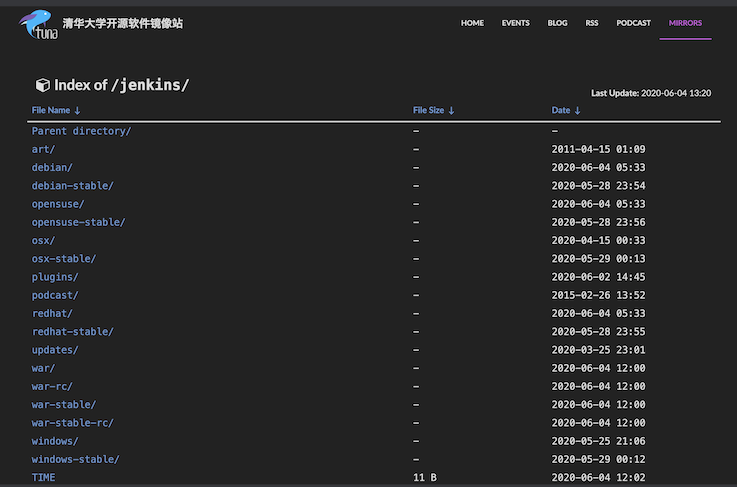 tuna 清华大学开源软件镜像站 HOME EVENTS BLOG RSS PODCAST MIRRORS
Index of /jenkins/
Last Update: 2020-06-04 13:20
File Name ↓ File Size ↓ Date ↓
Parent directory/ - -
art/ - 2011-04-15 01:09
debian/ - 2020-06-04 05:33
debian-stable/ - 2020-05-28 23:54
opensuse/ - 2020-06-04 05:33
opensuse-stable/ - 2020-05-28 23:56
osx/ - 2020-04-15 00:33
osx-stable/ - 2020-05-29 00:13
plugins/ - 2020-06-02 14:45
podcast/ - 2015-02-26 13:52
redhat/ - 2020-06-04 05:33
redhat-stable/ - 2020-05-28 23:55
updates/ - 2020-03-25 23:01
war/ - 2020-06-04 12:00
war-rc/ - 2020-06-04 12:00
war-stable/ - 2020-06-04 12:00
war-stable-rc/ - 2020-06-04 12:00
windows/ - 2020-05-25 21:06
windows-stable/ - 2020-05-29 00:12
TIME 11 B 2020-06-04 12:02